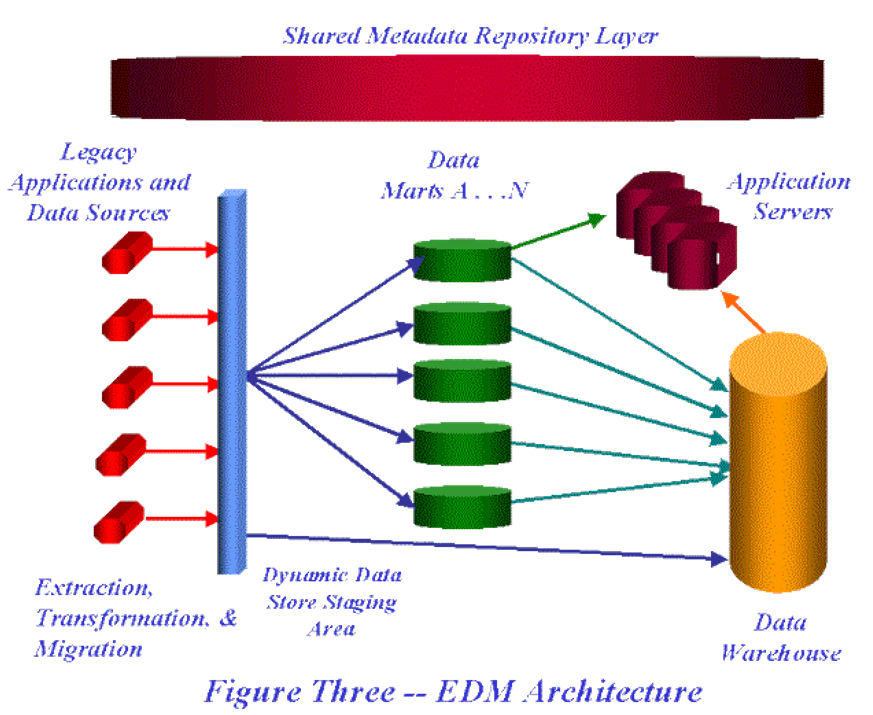 Shared Metadata Repository Layer
Legacy
Applications and
Data Sources
Data
Marts A . . .N
Application
Servers
Extraction,
Transformation, &
Migration
Dynamic Data
Store Staging
Area
Data
Warehouse
Figure Three -- EDM Architecture